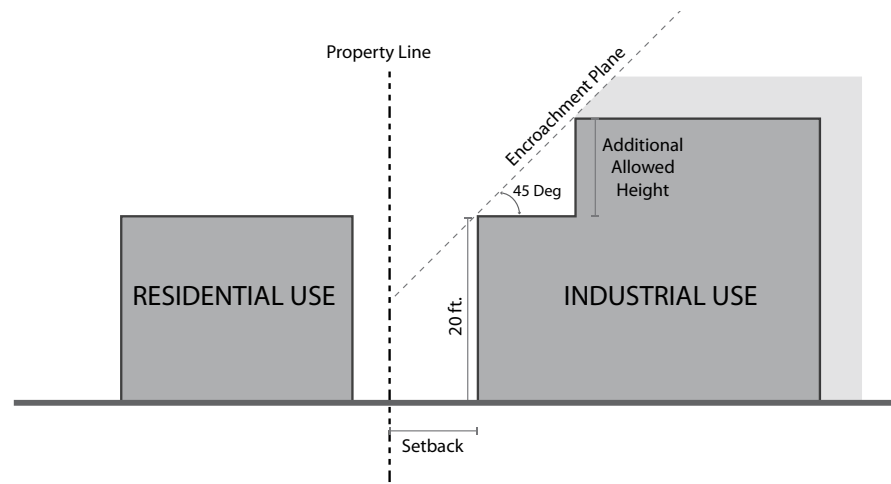 Property Line
Encroachment Plane
Additional
Allowed
Height
45 Deg
RESIDENTIAL USE
INDUSTRIAL USE
20 ft.
Setback